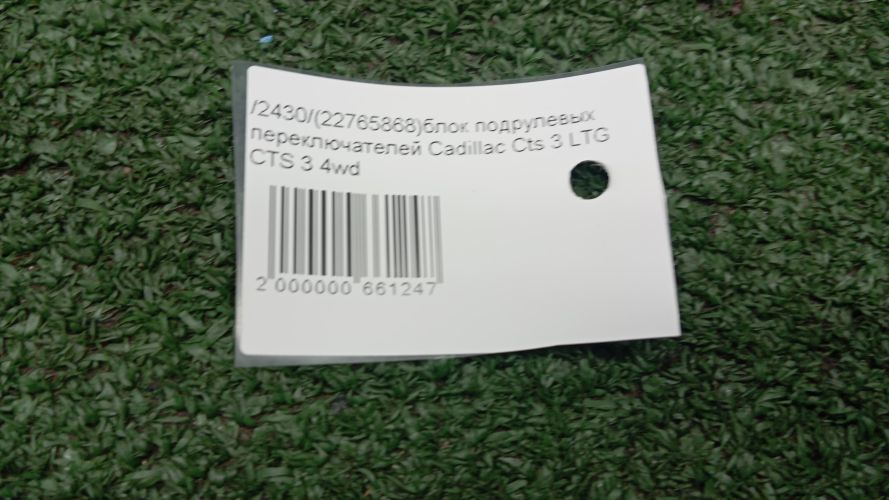 /2430/(22765868)блок подрулевых
переключателей Cadillac Cts 3 LTG
CTS 3 4wd
2 000000 661247